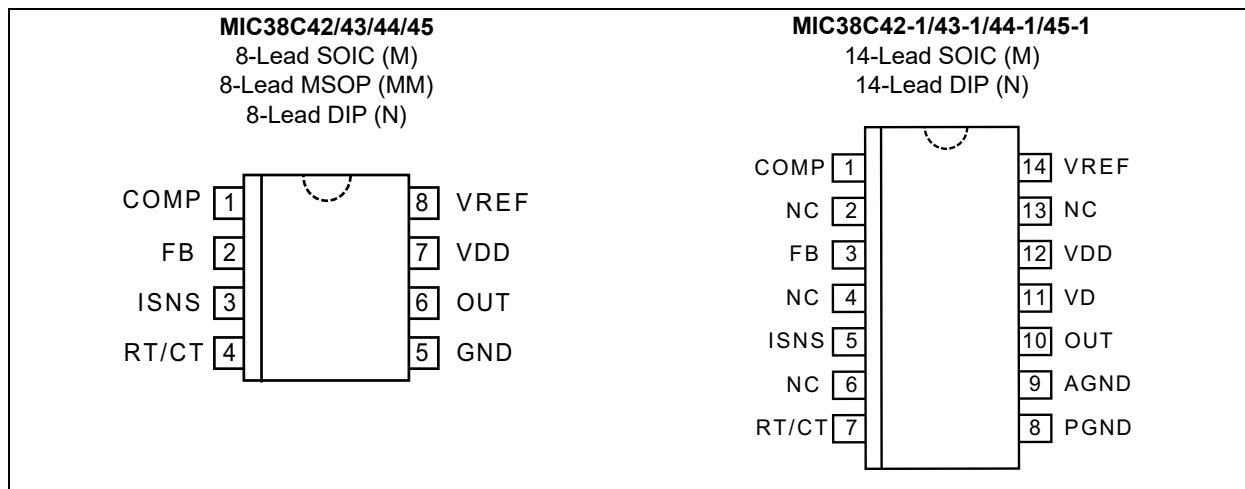 MIC38C42/43/44/45
8-Lead SOIC (M)
8-Lead MSOP (MM)
8-Lead DIP (N)
COMP 1
FB 2
ISNS 3
RT/CT 4
8 VREF
7 VDD
6 OUT
5 GND
MIC38C42-1/43-1/44-1/45-1
14-Lead SOIC (M)
14-Lead DIP (N)
COMP 1
NC 2
FB 3
NC 4
ISNS 5
NC 6
RT/CT 7
14 VREF
13 NC
12 VDD
11 VD
10 OUT
9 AGND
8 PGND